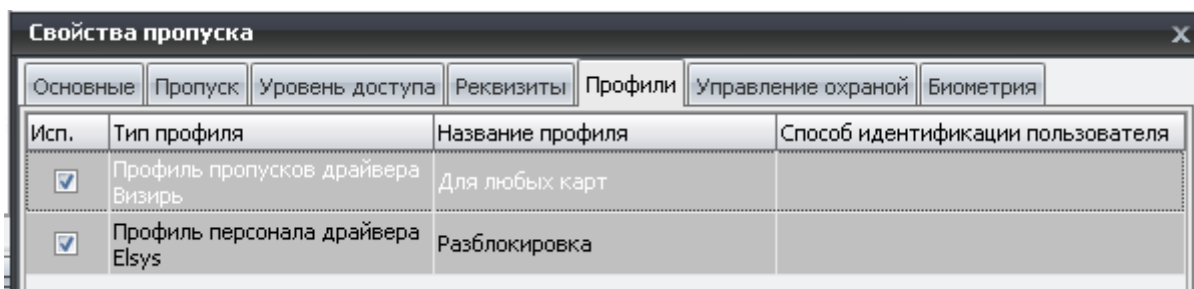 Свойства пропуска x
Основные Пропуск Уровень доступа Реквизиты Профили Управление охраной Биометрия
Исп. Тип профиля Название профиля Способ идентификации пользователя
Профиль пропусков драйвера
Визирь Для любых карт
Профиль персонала драйвера
Elsys Разблокировка